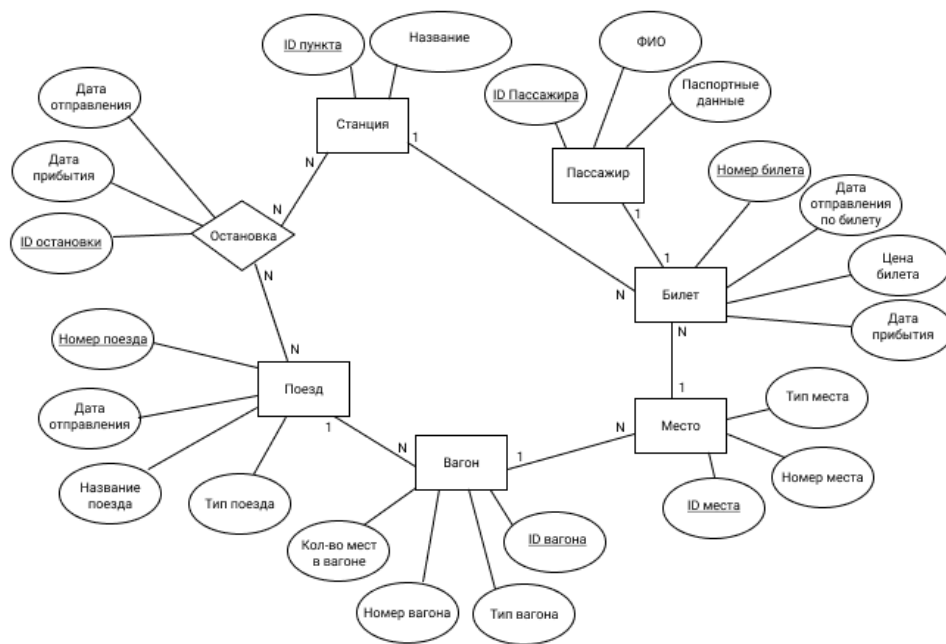 ID пункта
Название
ФИО
Дата
отправления
ID Пассажира
Паспортные
данные
Станция
1
N
Дата
прибытия
Пассажир
Номер билета
N
1
Дата
отправления
по билету
ID остановки
Остановка
1
Цена
билета
N
N
Билет
N
Дата
прибытия
Номер поезда
N
Поезд
1
Тип места
Дата
отправления
1
N
N
Место
Название
поезда
Тип поезда
Вагон
1
Номер места
ID места
Кол-во мест
в вагоне
ID вагона
Номер вагона
Тип вагона